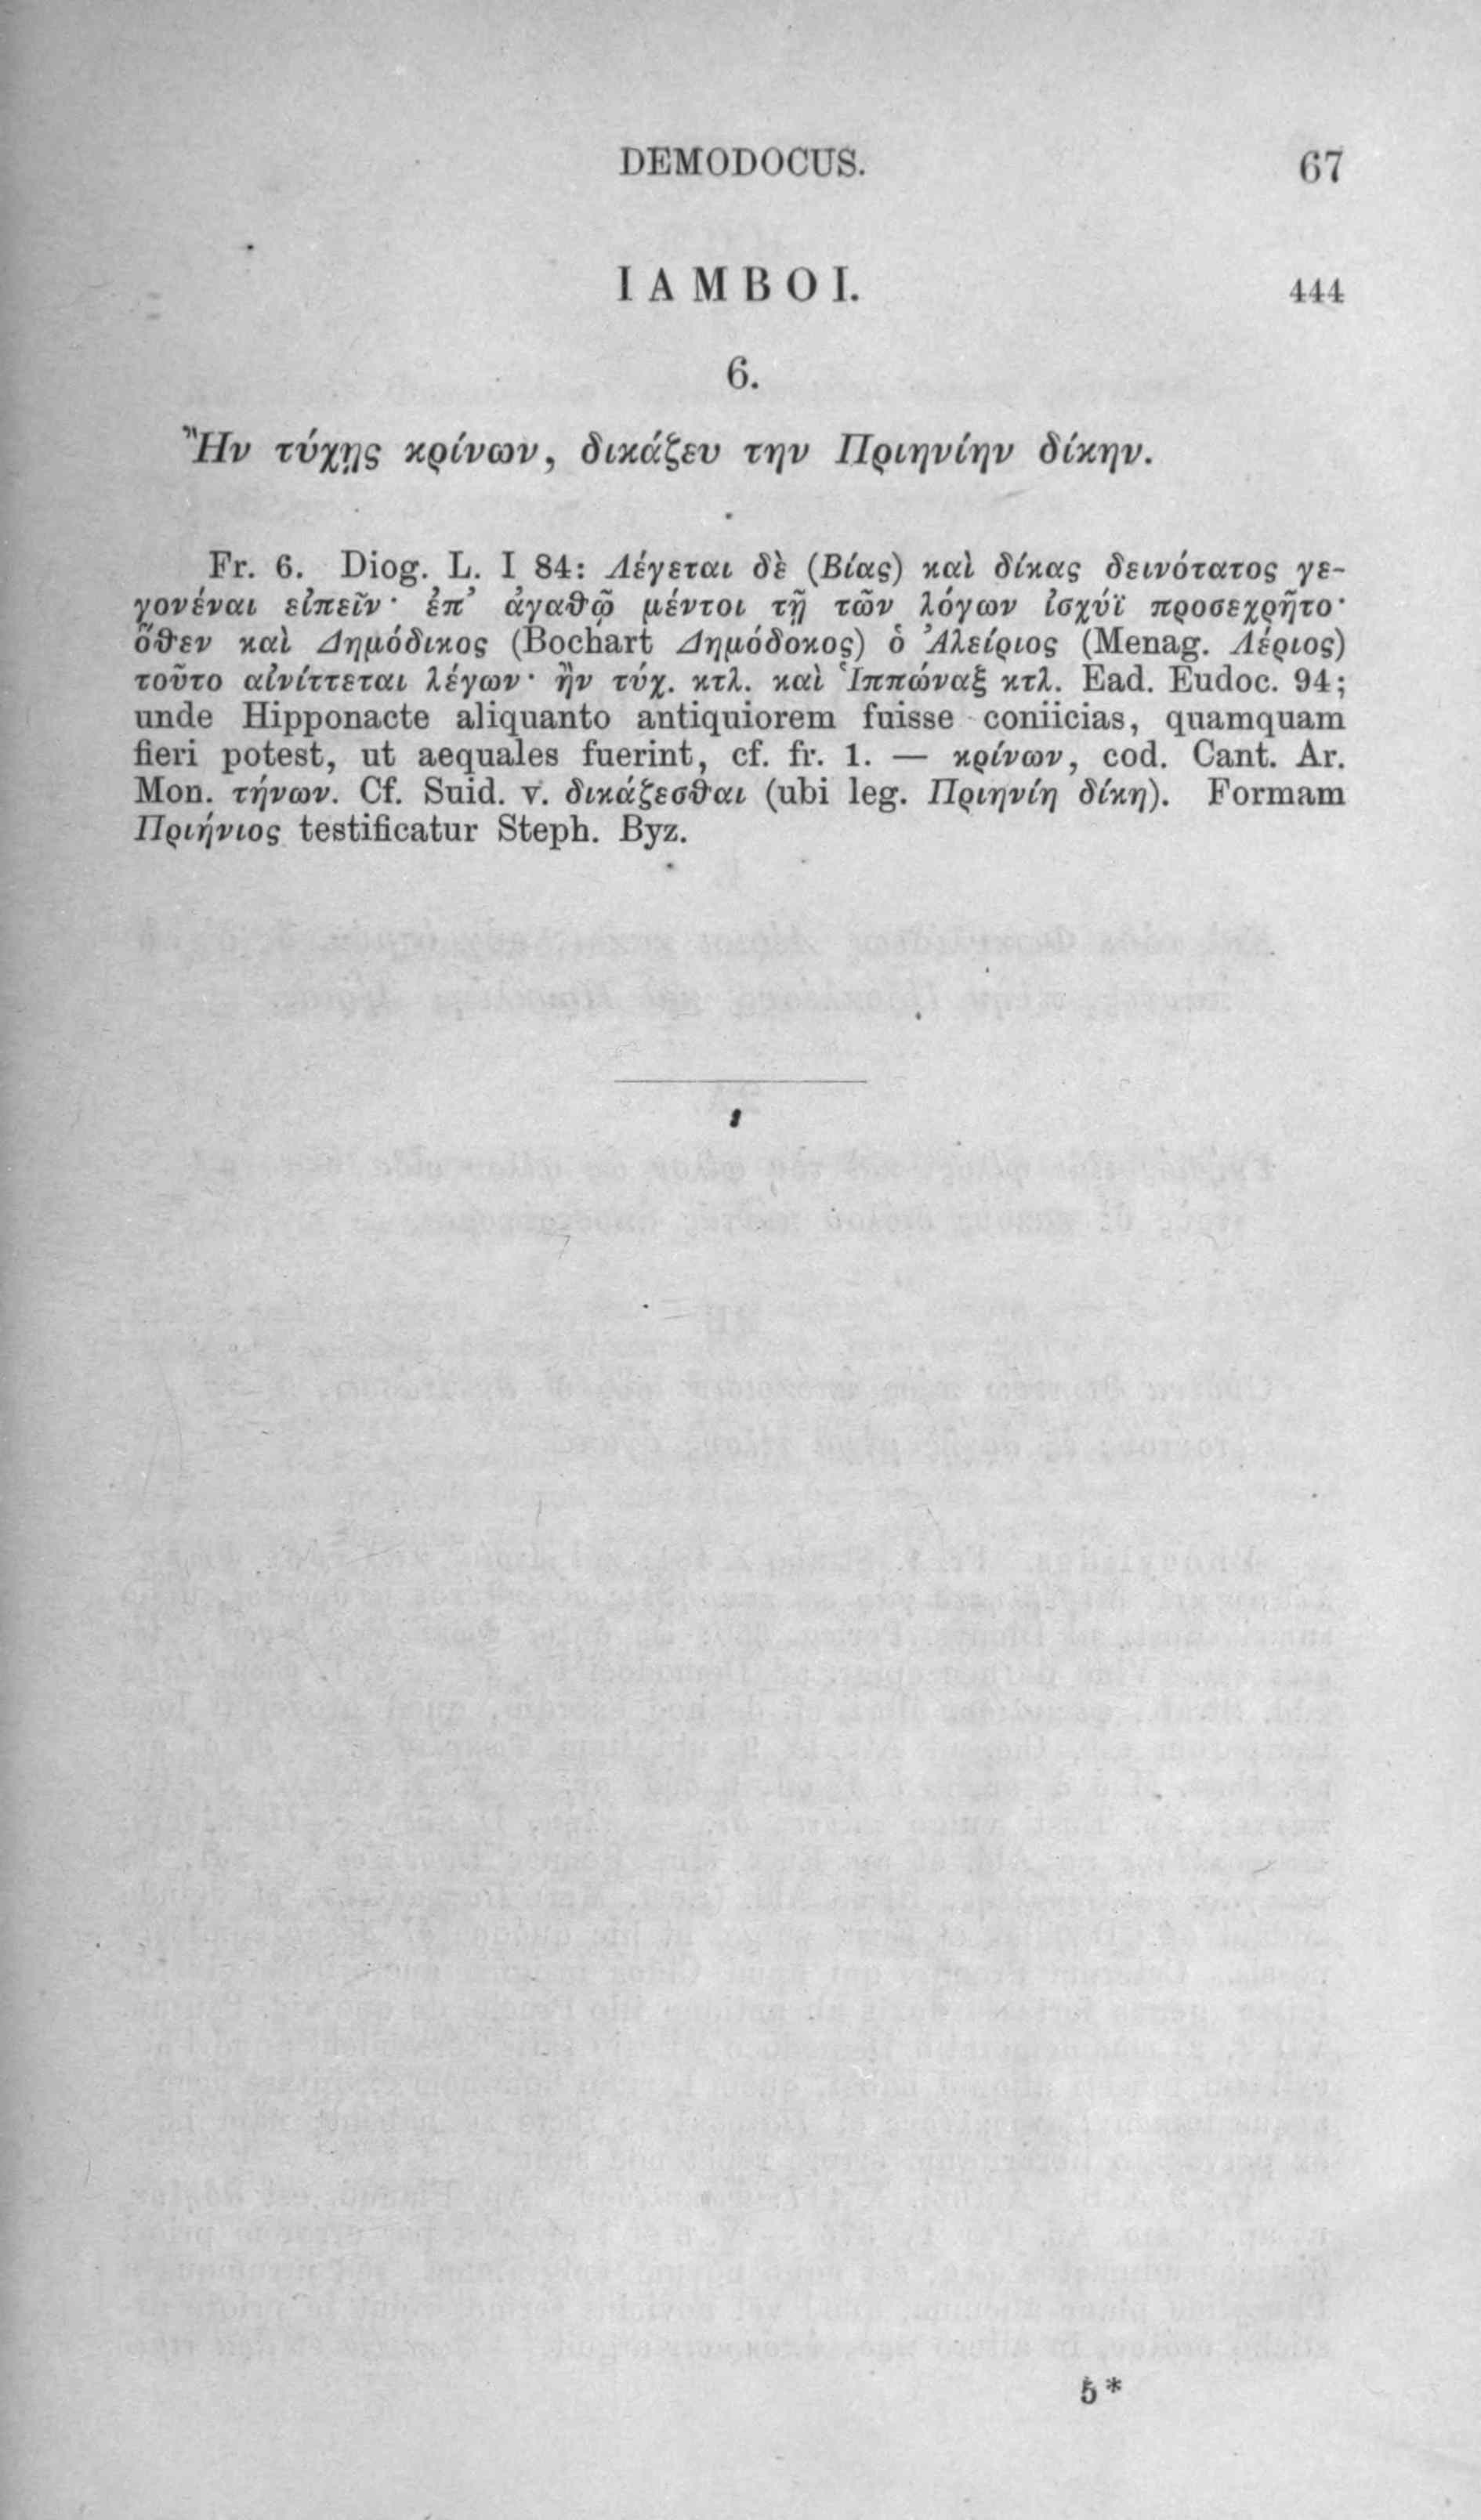 DEMODOCUS. 67
ΙΑΜΒΟΙ. 444
6.
Ἢν τύχῃς κρίνων, δικάζευ την Πριηνίην δίκην.
Fr. 6. Diog. L. I 84: Λέγεται δὲ (Βίας) καὶ δίκας δεινότατος γε-
γονέναι εἰπεῖν· ἐπ’ ἀγαθῷ μέντοι τῇ τῶν λόγων ἰσχύϊ προσεχρῆτο·
ὅθεν καὶ Δημόδικος (Bochart Δημόδοκος) ὁ Ἀλείριος (Menag. Λέριος)
τοῦτο αἰνίττεται λέγων· ἢν τύχ. κτλ. καὶ Ἱππώναξ κτλ. Ead. Eudoc. 94;
unde Hipponacte aliquanto antiquiorem fuisse coniicias, quamquam
fieri potest, ut aequales fuerint, cf. fr. 1. — κρίνων, cod. Cant. Ar.
Mon. τήνων. Cf. Suid. v. δικάζεσθαι (ubi leg. Πριηνίη δίκη). Formam
Πριήνιος testificatur Steph. Byz.
5*